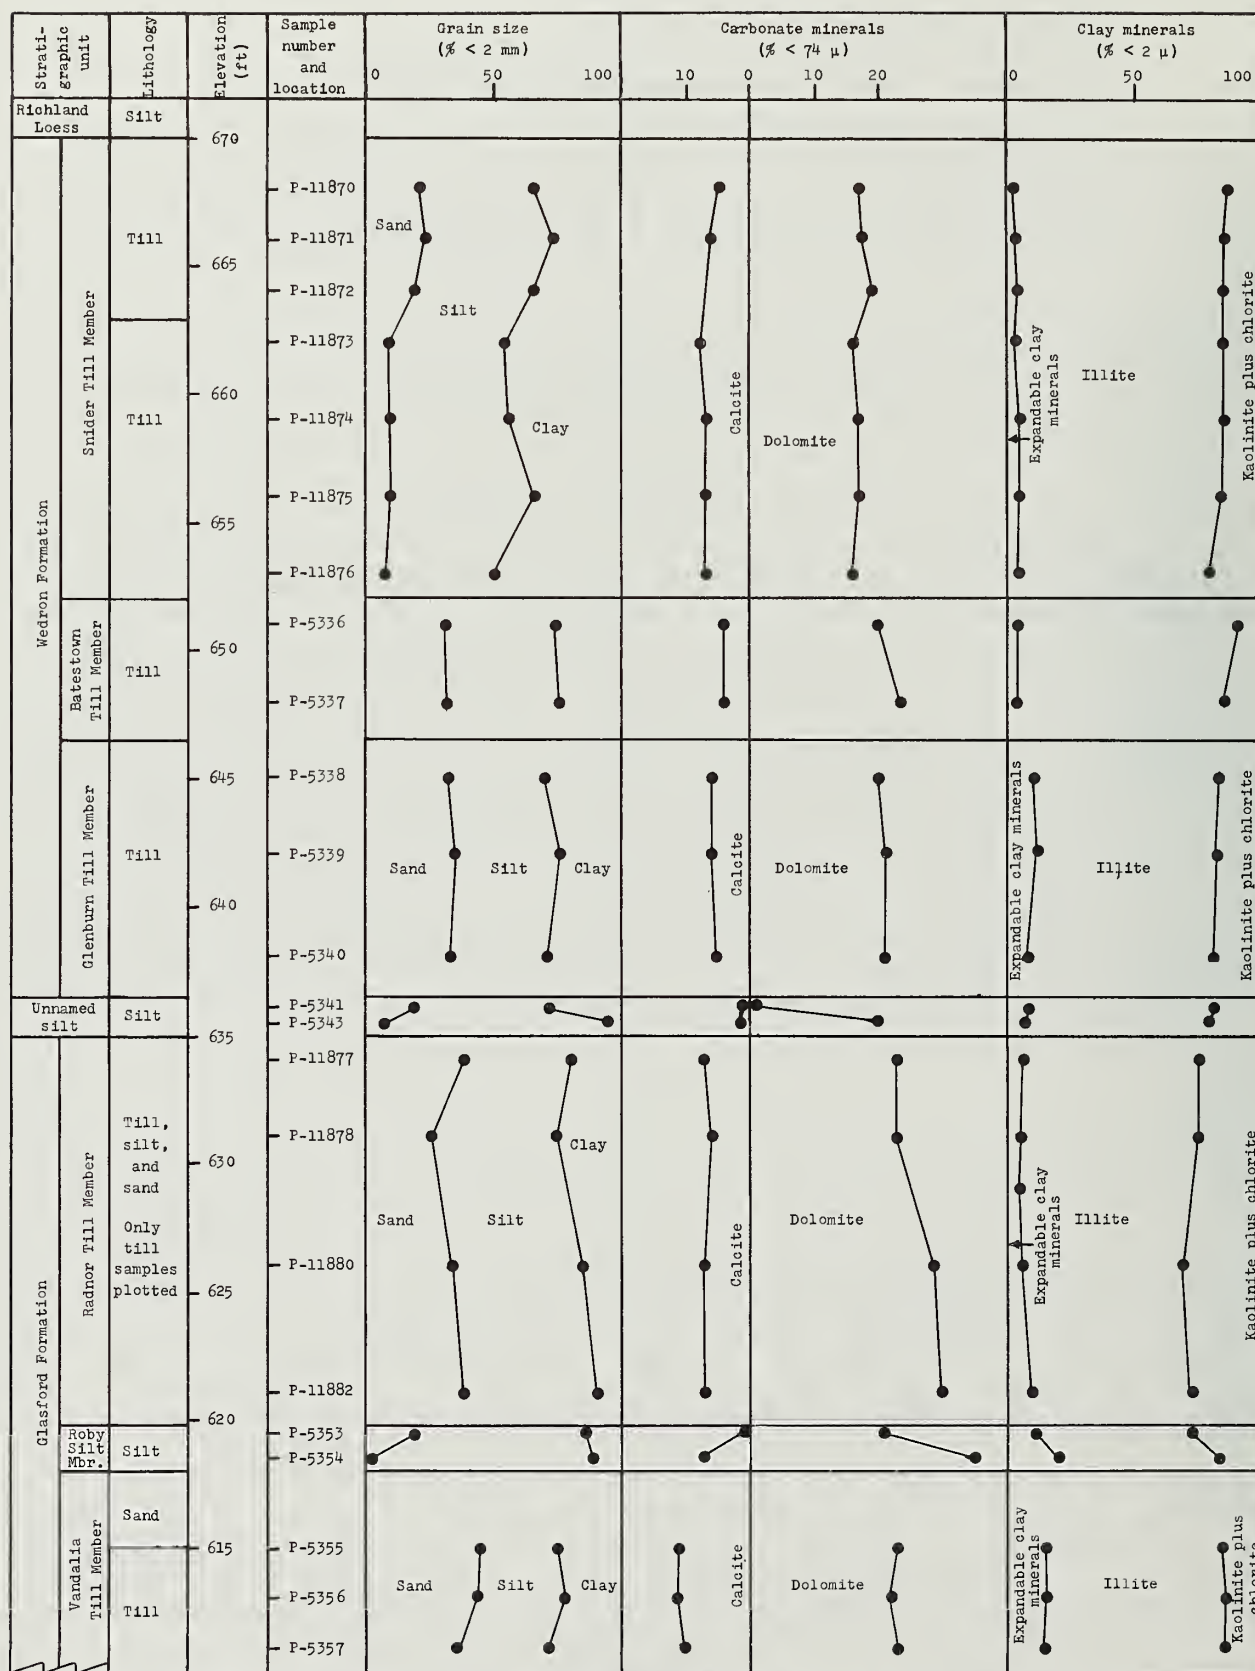 Strati-
graphic
unit
Lithology
Elevation
(ft)
Sample
number
and
location
Grain size
(% < 2 mm)
0 50 100
Carbonate minerals
(% < 74 μ)
10 0 10 20
Clay minerals
(% < 2 μ)
0 50 100
Richland
Loess
Silt
670
Wedron Formation
Snider Till Member
Till
Till
665
660
655
P-11870
P-11871
P-11872
P-11873
P-11874
P-11875
P-11876
Sand
Silt
Clay
Calcite
Dolomite
Expandable clay
minerals
Illite
Kaolinite plus chlorite
Batestown
Till Member
Till
650
P-5336
P-5337
Glenburn Till Member
Till
645
640
P-5338
P-5339
P-5340
Sand
Silt
Clay
Calcite
Dolomite
Expandable clay minerals
Illite
Kaolinite plus chlorite
Unnamed
silt
Silt
P-5341
P-5343
635
Glasford Formation
Radnor Till Member
Till,
silt,
and
sand
Only
till
samples
plotted
630
625
620
P-11877
P-11878
P-11880
P-11882
Sand
Silt
Clay
Calcite
Dolomite
Expandable clay
minerals
Illite
Kaolinite plus chlorite
Roby
Silt
Mbr.
Silt
P-5353
P-5354
Vandalia
Till Member
Sand
Till
615
P-5355
P-5356
P-5357
Sand
Silt
Clay
Calcite
Dolomite
Expandable clay
minerals
Illite
Kaolinite plus
chlorite